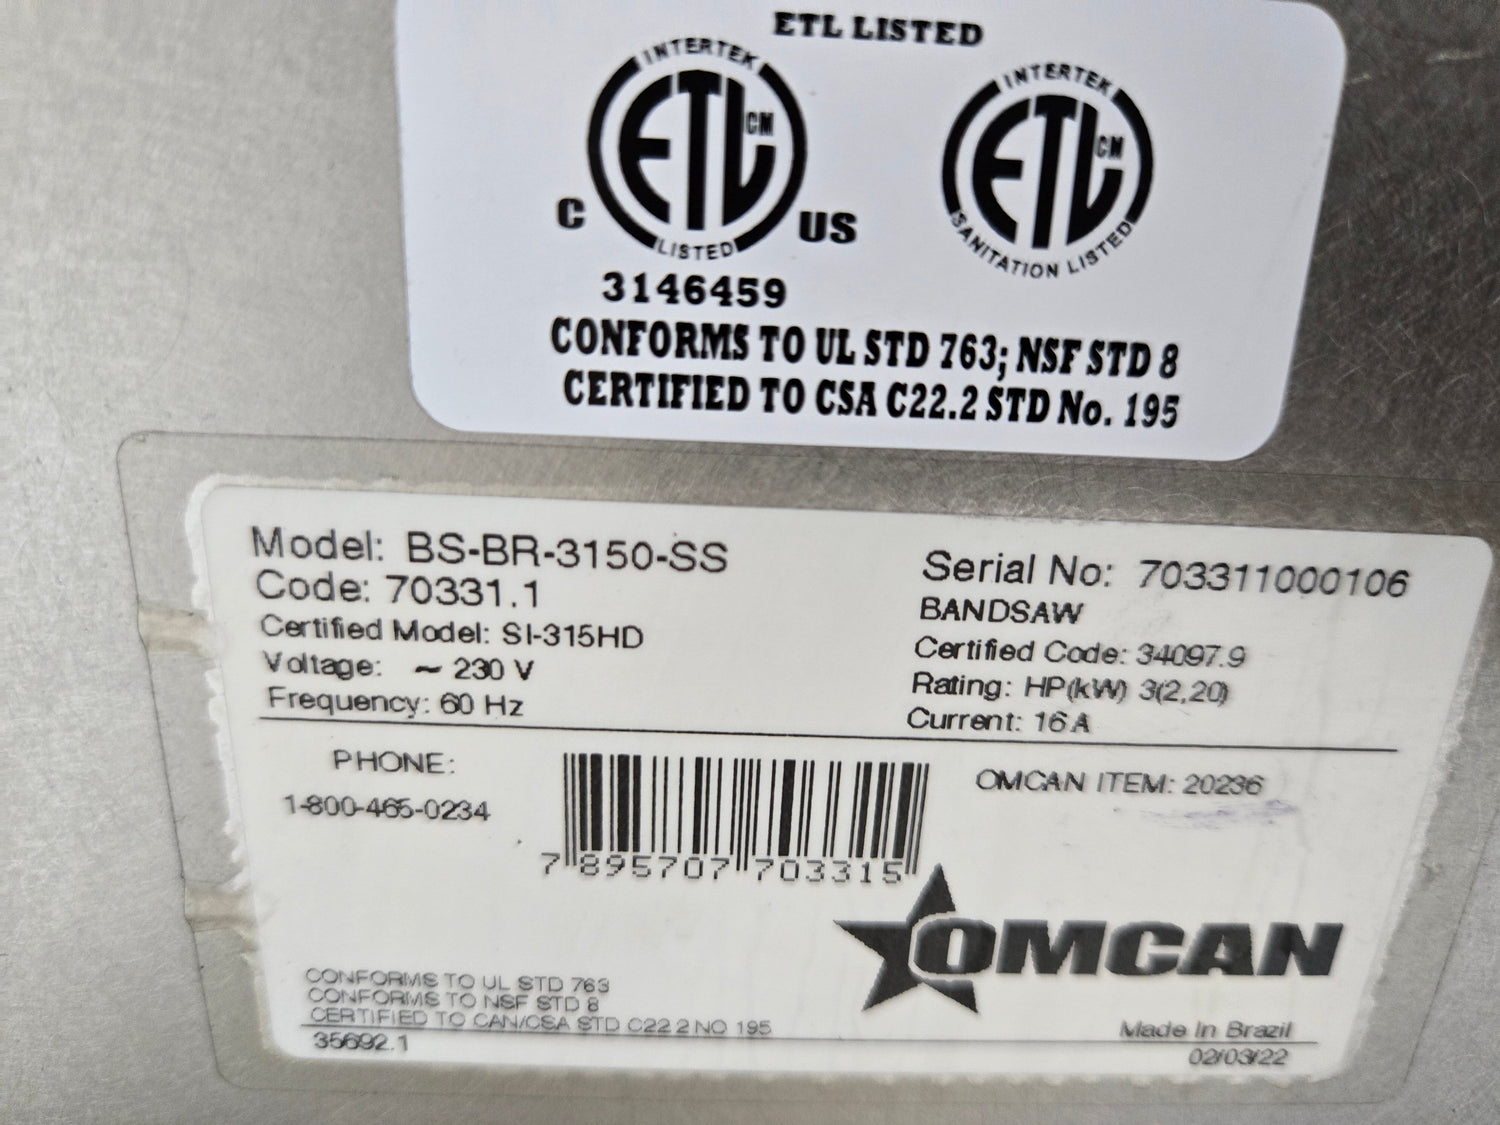 ETL LISTED
INTERTEK
ETL CM
LISTED
C US
INTERTEK
ETL CM
SANITATION LISTED
3146459
CONFORMS TO UL STD 763; NSF STD 8
CERTIFIED TO CSA C22.2 STD No. 195
Model: BS-BR-3150-SS
Code: 70331.1
Certified Model: SI-315HD
Voltage: ~ 230 V
Frequency: 60 Hz
Serial No: 703311000106
BANDSAW
Certified Code: 34097.9
Rating: HP(kW) 3(2,20)
Current: 16 A
PHONE:
1-800-465-0234
7 895707 703315
OMCAN ITEM: 20236
OMCAN
CONFORMS TO UL STD 763
CONFORMS TO NSF STD 8
CERTIFIED TO CAN/CSA STD C22 2 NO 195
35692.1
Made In Brazil
02/03/22